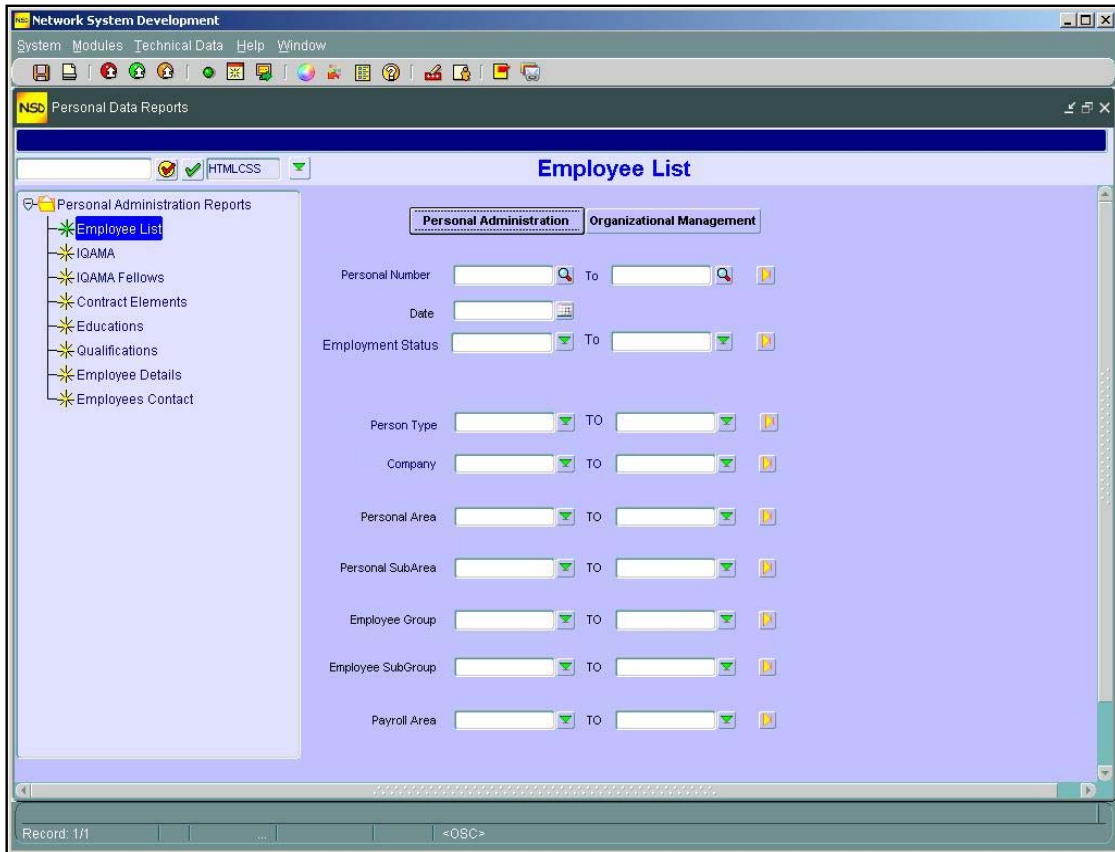 NSD Network System Development
System Modules Technical Data Help Window
NSD Personal Data Reports
HTMLCSS
Employee List
Personal Administration Reports
Employee List
IQAMA
IQAMA Fellows
Contract Elements
Educations
Qualifications
Employee Details
Employees Contact
Personal Administration Organizational Management
Personal Number To
Date
Employment Status To
Person Type TO
Company TO
Personal Area TO
Personal SubArea TO
Employee Group TO
Employee SubGroup TO
Payroll Area TO
Record: 1/1 ... <OSC>